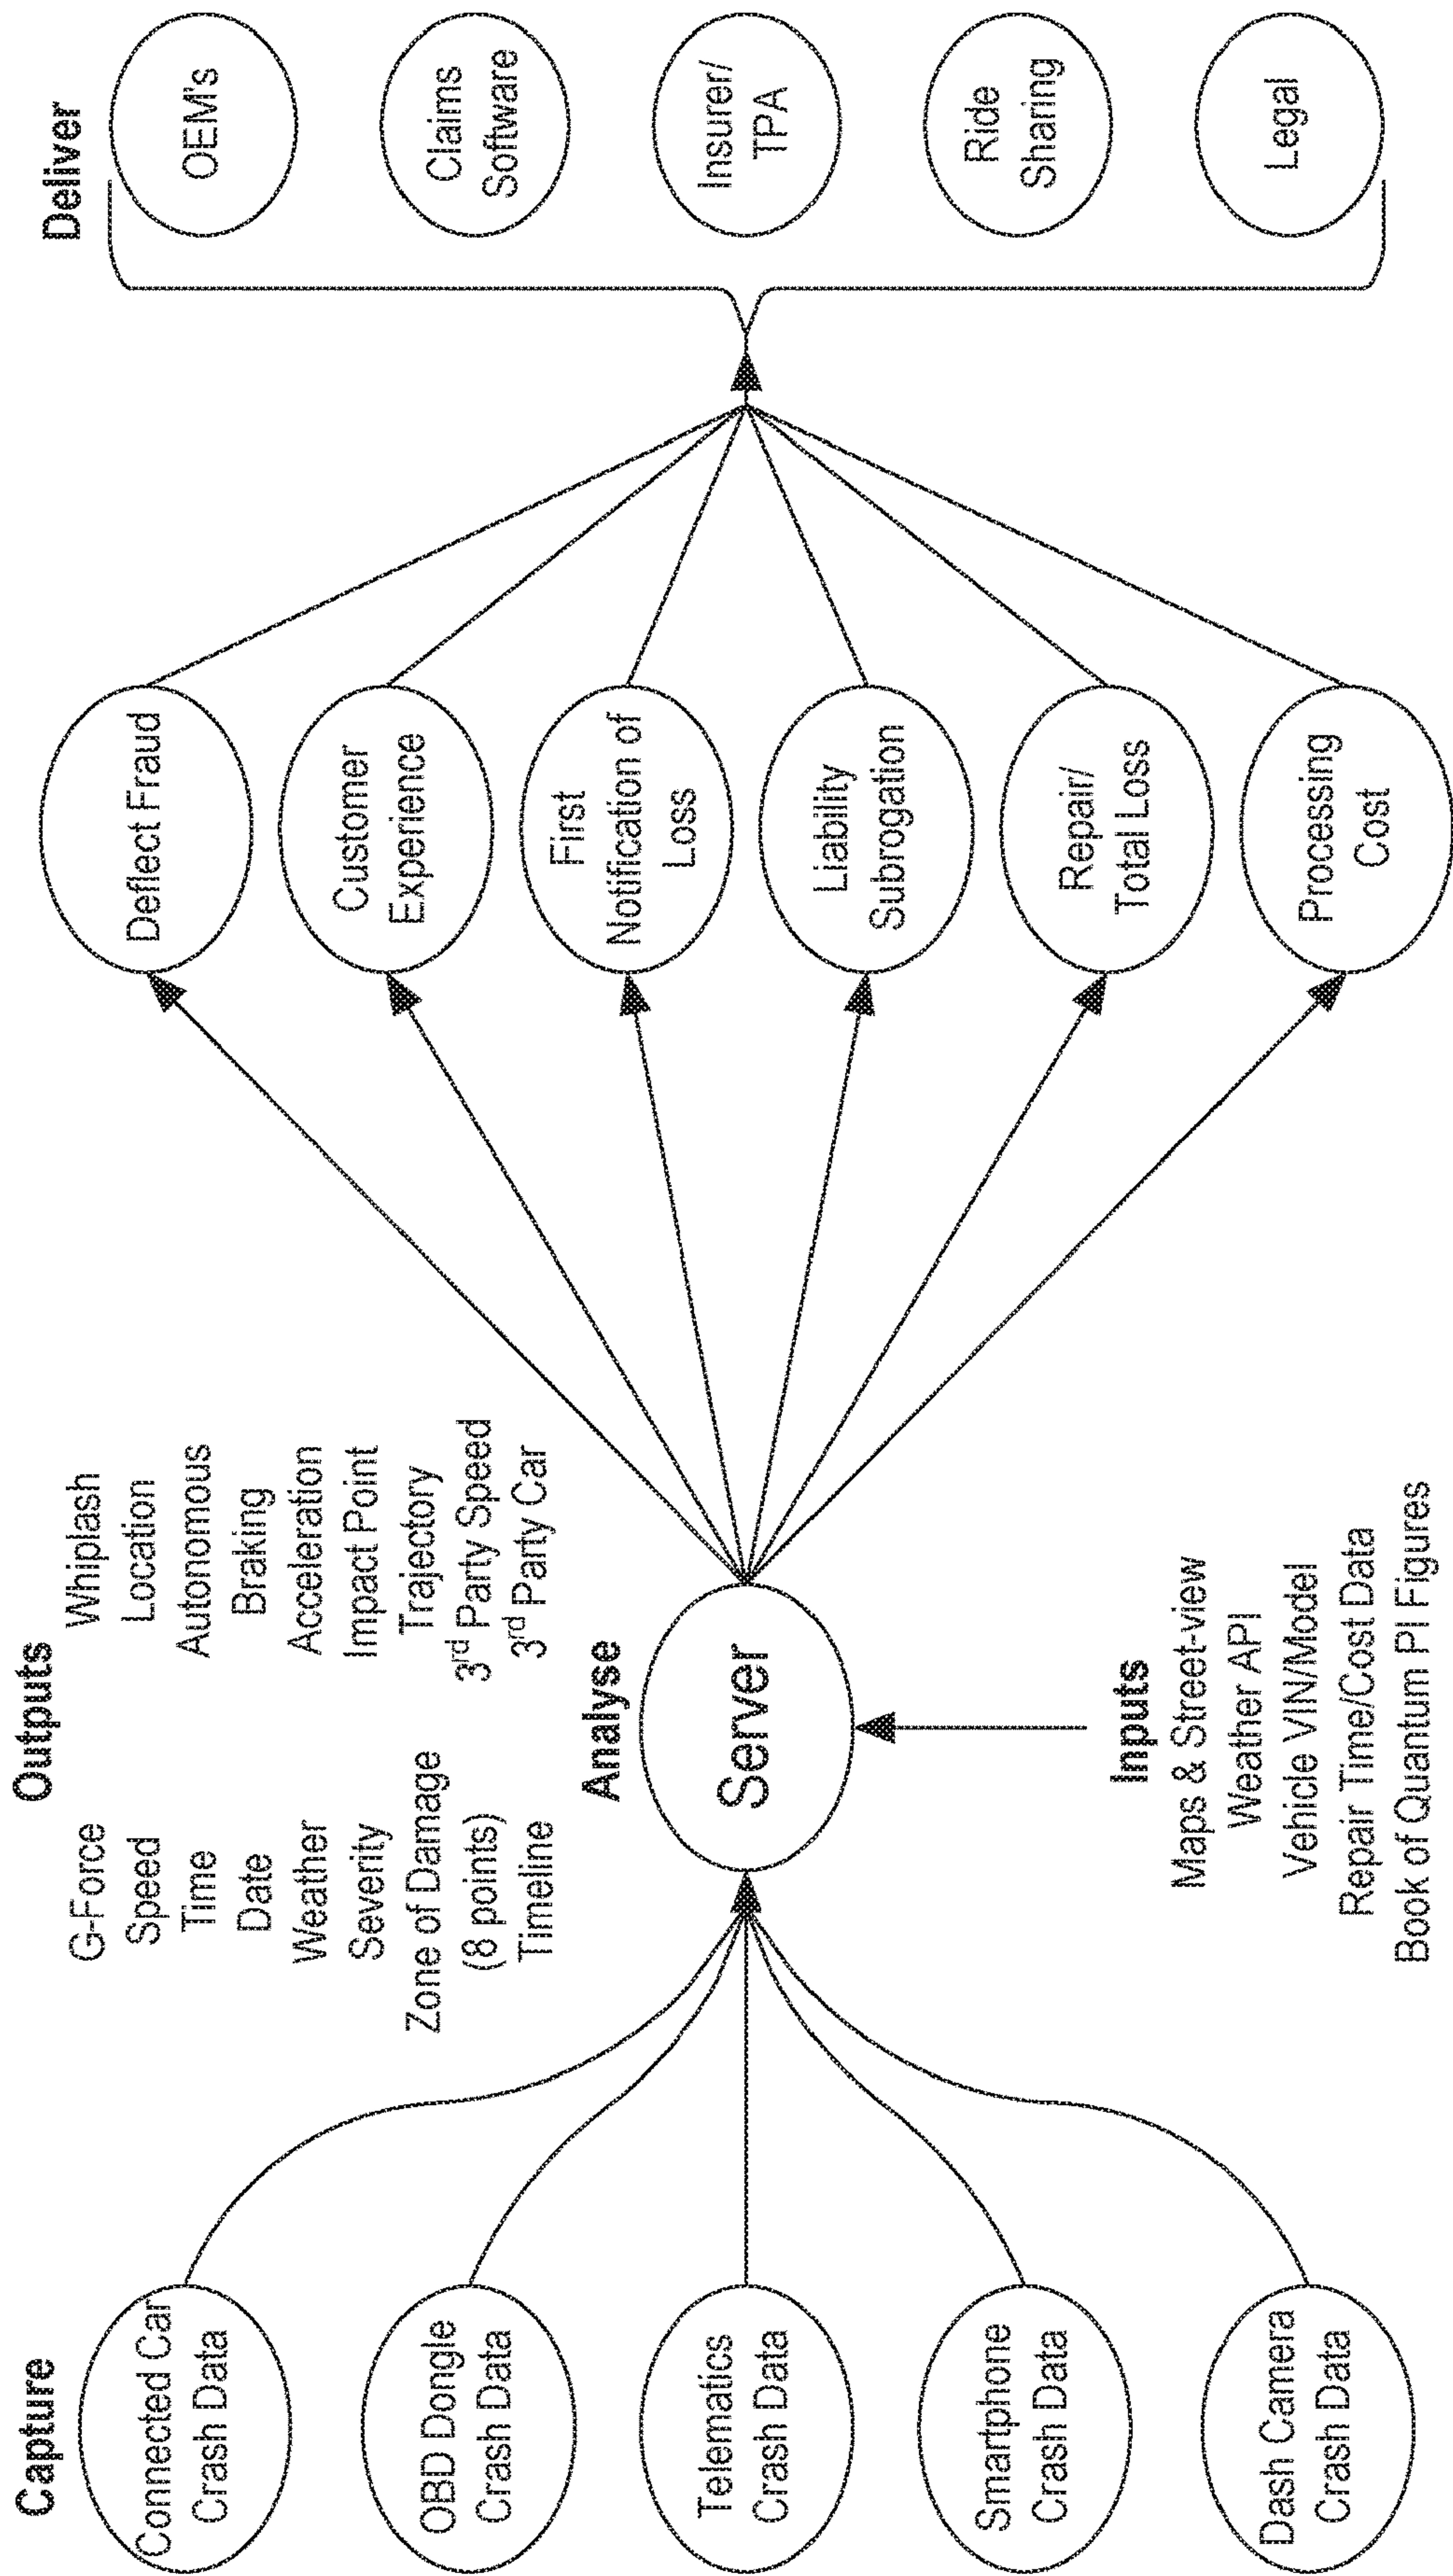 Capture
Connected Car
Crash Data
OBD Dongle
Crash Data
Telematics
Crash Data
Smartphone
Crash Data
Dash Camera
Crash Data
Outputs
G-Force
Speed
Time
Date
Weather
Severity
Zone of Damage
(8 points)
Timeline
Whiplash
Location
Autonomous
Braking
Acceleration
Impact Point
Trajectory
3rd Party Speed
3rd Party Car
Analyse
Server
Inputs
Maps & Street-view
Weather API
Vehicle VIN/Model
Repair Time/Cost Data
Book of Quantum PI Figures
Deflect Fraud
Customer
Experience
First
Notification of
Loss
Liability
Subrogation
Repair/
Total Loss
Processing
Cost
Deliver
OEM's
Claims
Software
Insurer/
TPA
Ride
Sharing
Legal